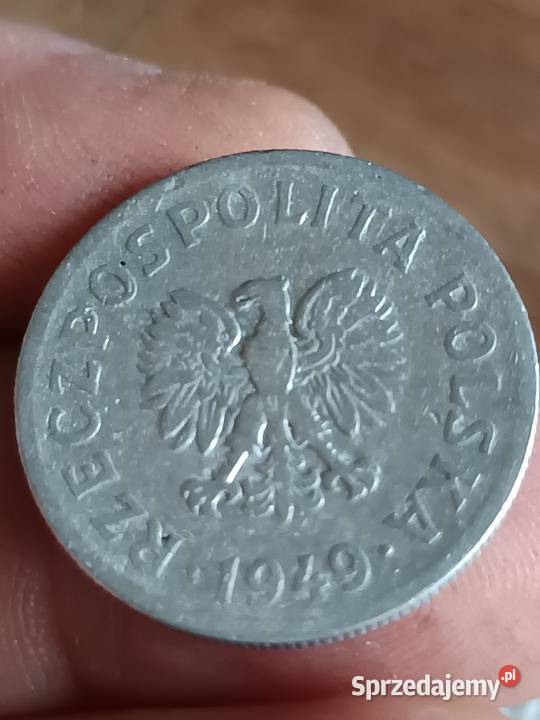 RZECZPOSPOLITA POLSKA
· 1949 ·
Sprzedajemy.pl